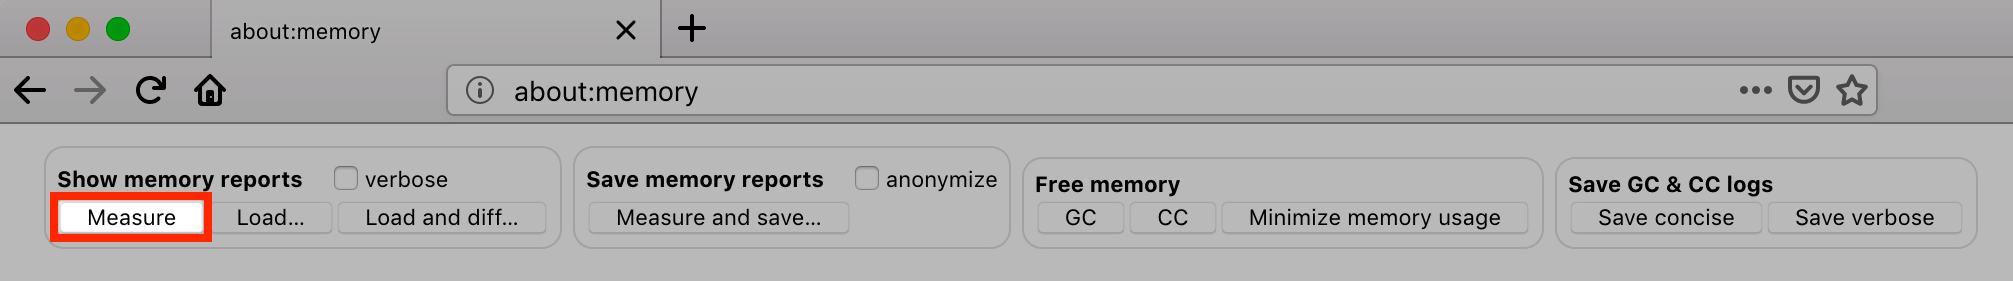 about:memory
about:memory
Show memory reports verbose
Measure Load... Load and diff...
Save memory reports anonymize
Measure and save...
Free memory
GC CC Minimize memory usage
Save GC & CC logs
Save concise Save verbose